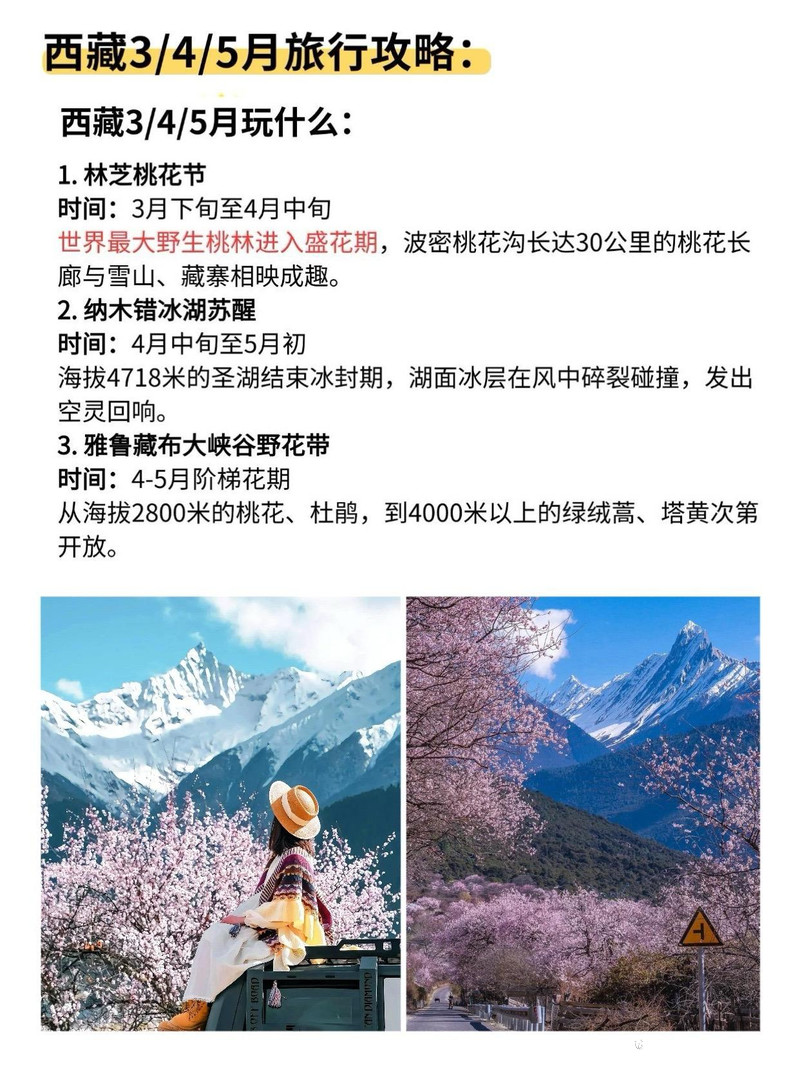 西藏3/4/5月旅行攻略：
西藏3/4/5月玩什么：
1. 林芝桃花节
时间：3月下旬至4月中旬
世界最大野生桃林进入盛花期，波密桃花沟长达30公里的桃花长
廊与雪山、藏寨相映成趣。
2. 纳木错冰湖苏醒
时间：4月中旬至5月初
海拔4718米的圣湖结束冰封期，湖面冰层在风中碎裂碰撞，发出
空灵回响。
3. 雅鲁藏布大峡谷野花带
时间：4-5月阶梯花期
从海拔2800米的桃花、杜鹃，到4000米以上的绿绒蒿、塔黄次第
开放。